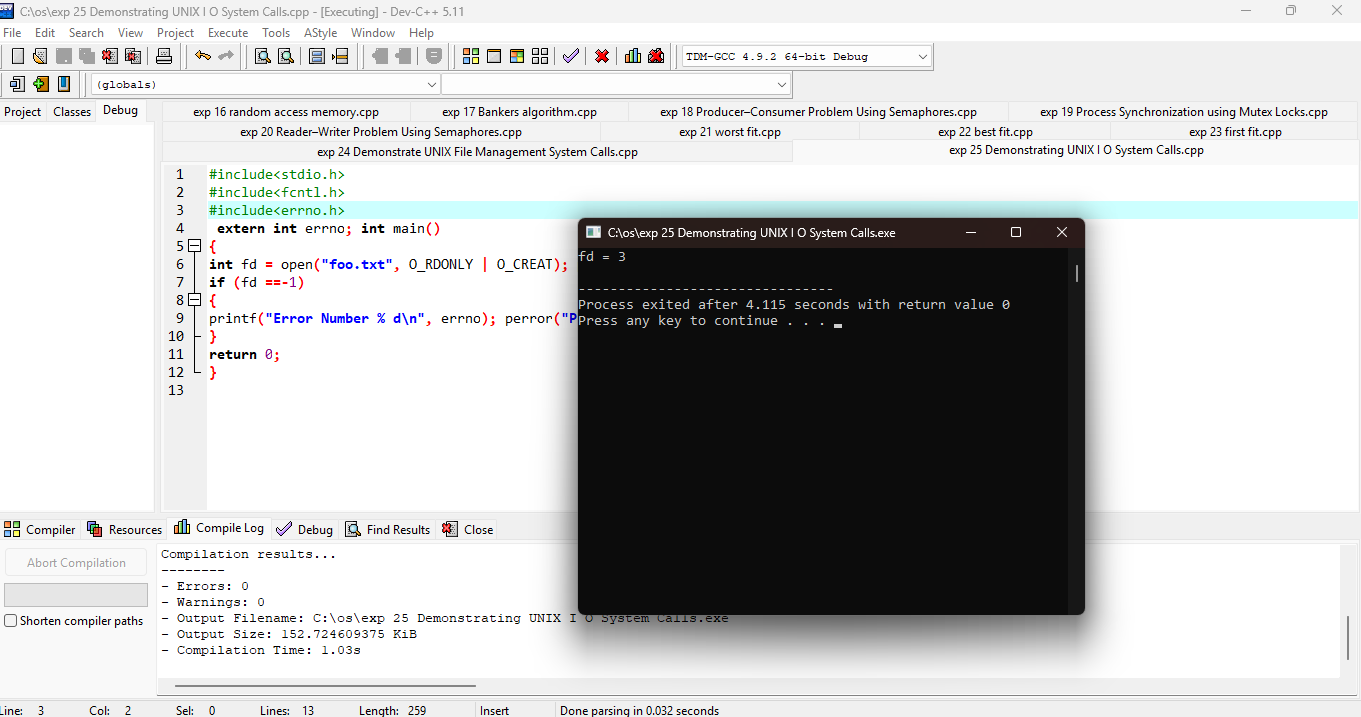 C:\os\exp 25 Demonstrating UNIX I O System Calls.cpp - [Executing] - Dev-C++ 5.11
File Edit Search View Project Execute Tools AStyle Window Help
TDM-GCC 4.9.2 64-bit Debug
(globals)
Project Classes Debug
exp 16 random access memory.cpp exp 17 Bankers algorithm.cpp exp 18 Producer–Consumer Problem Using Semaphores.cpp exp 19 Process Synchronization using Mutex Locks.cpp
exp 20 Reader–Writer Problem Using Semaphores.cpp exp 21 worst fit.cpp exp 22 best fit.cpp exp 23 first fit.cpp
exp 24 Demonstrate UNIX File Management System Calls.cpp exp 25 Demonstrating UNIX I O System Calls.cpp
1 #include<stdio.h>
2 #include<fcntl.h>
3 #include<errno.h>
4 extern int errno; int main()
5 {
6 int fd = open("foo.txt", O_RDONLY | O_CREAT);
7 if (fd ==-1)
8 {
9 printf("Error Number % d\n", errno); perror("P
10 }
11 return 0;
12 }
13
C:\os\exp 25 Demonstrating UNIX I O System Calls.exe
fd = 3
--------------------------------
Process exited after 4.115 seconds with return value 0
Press any key to continue . . .
Compiler Resources Compile Log Debug Find Results Close
Abort Compilation
Shorten compiler paths
Compilation results...
--------
- Errors: 0
- Warnings: 0
- Output Filename: C:\os\exp 25 Demonstrating UNIX I O System Calls.exe
- Output Size: 152.724609375 KiB
- Compilation Time: 1.03s
Line: 3 Col: 2 Sel: 0 Lines: 13 Length: 259 Insert Done parsing in 0.032 seconds